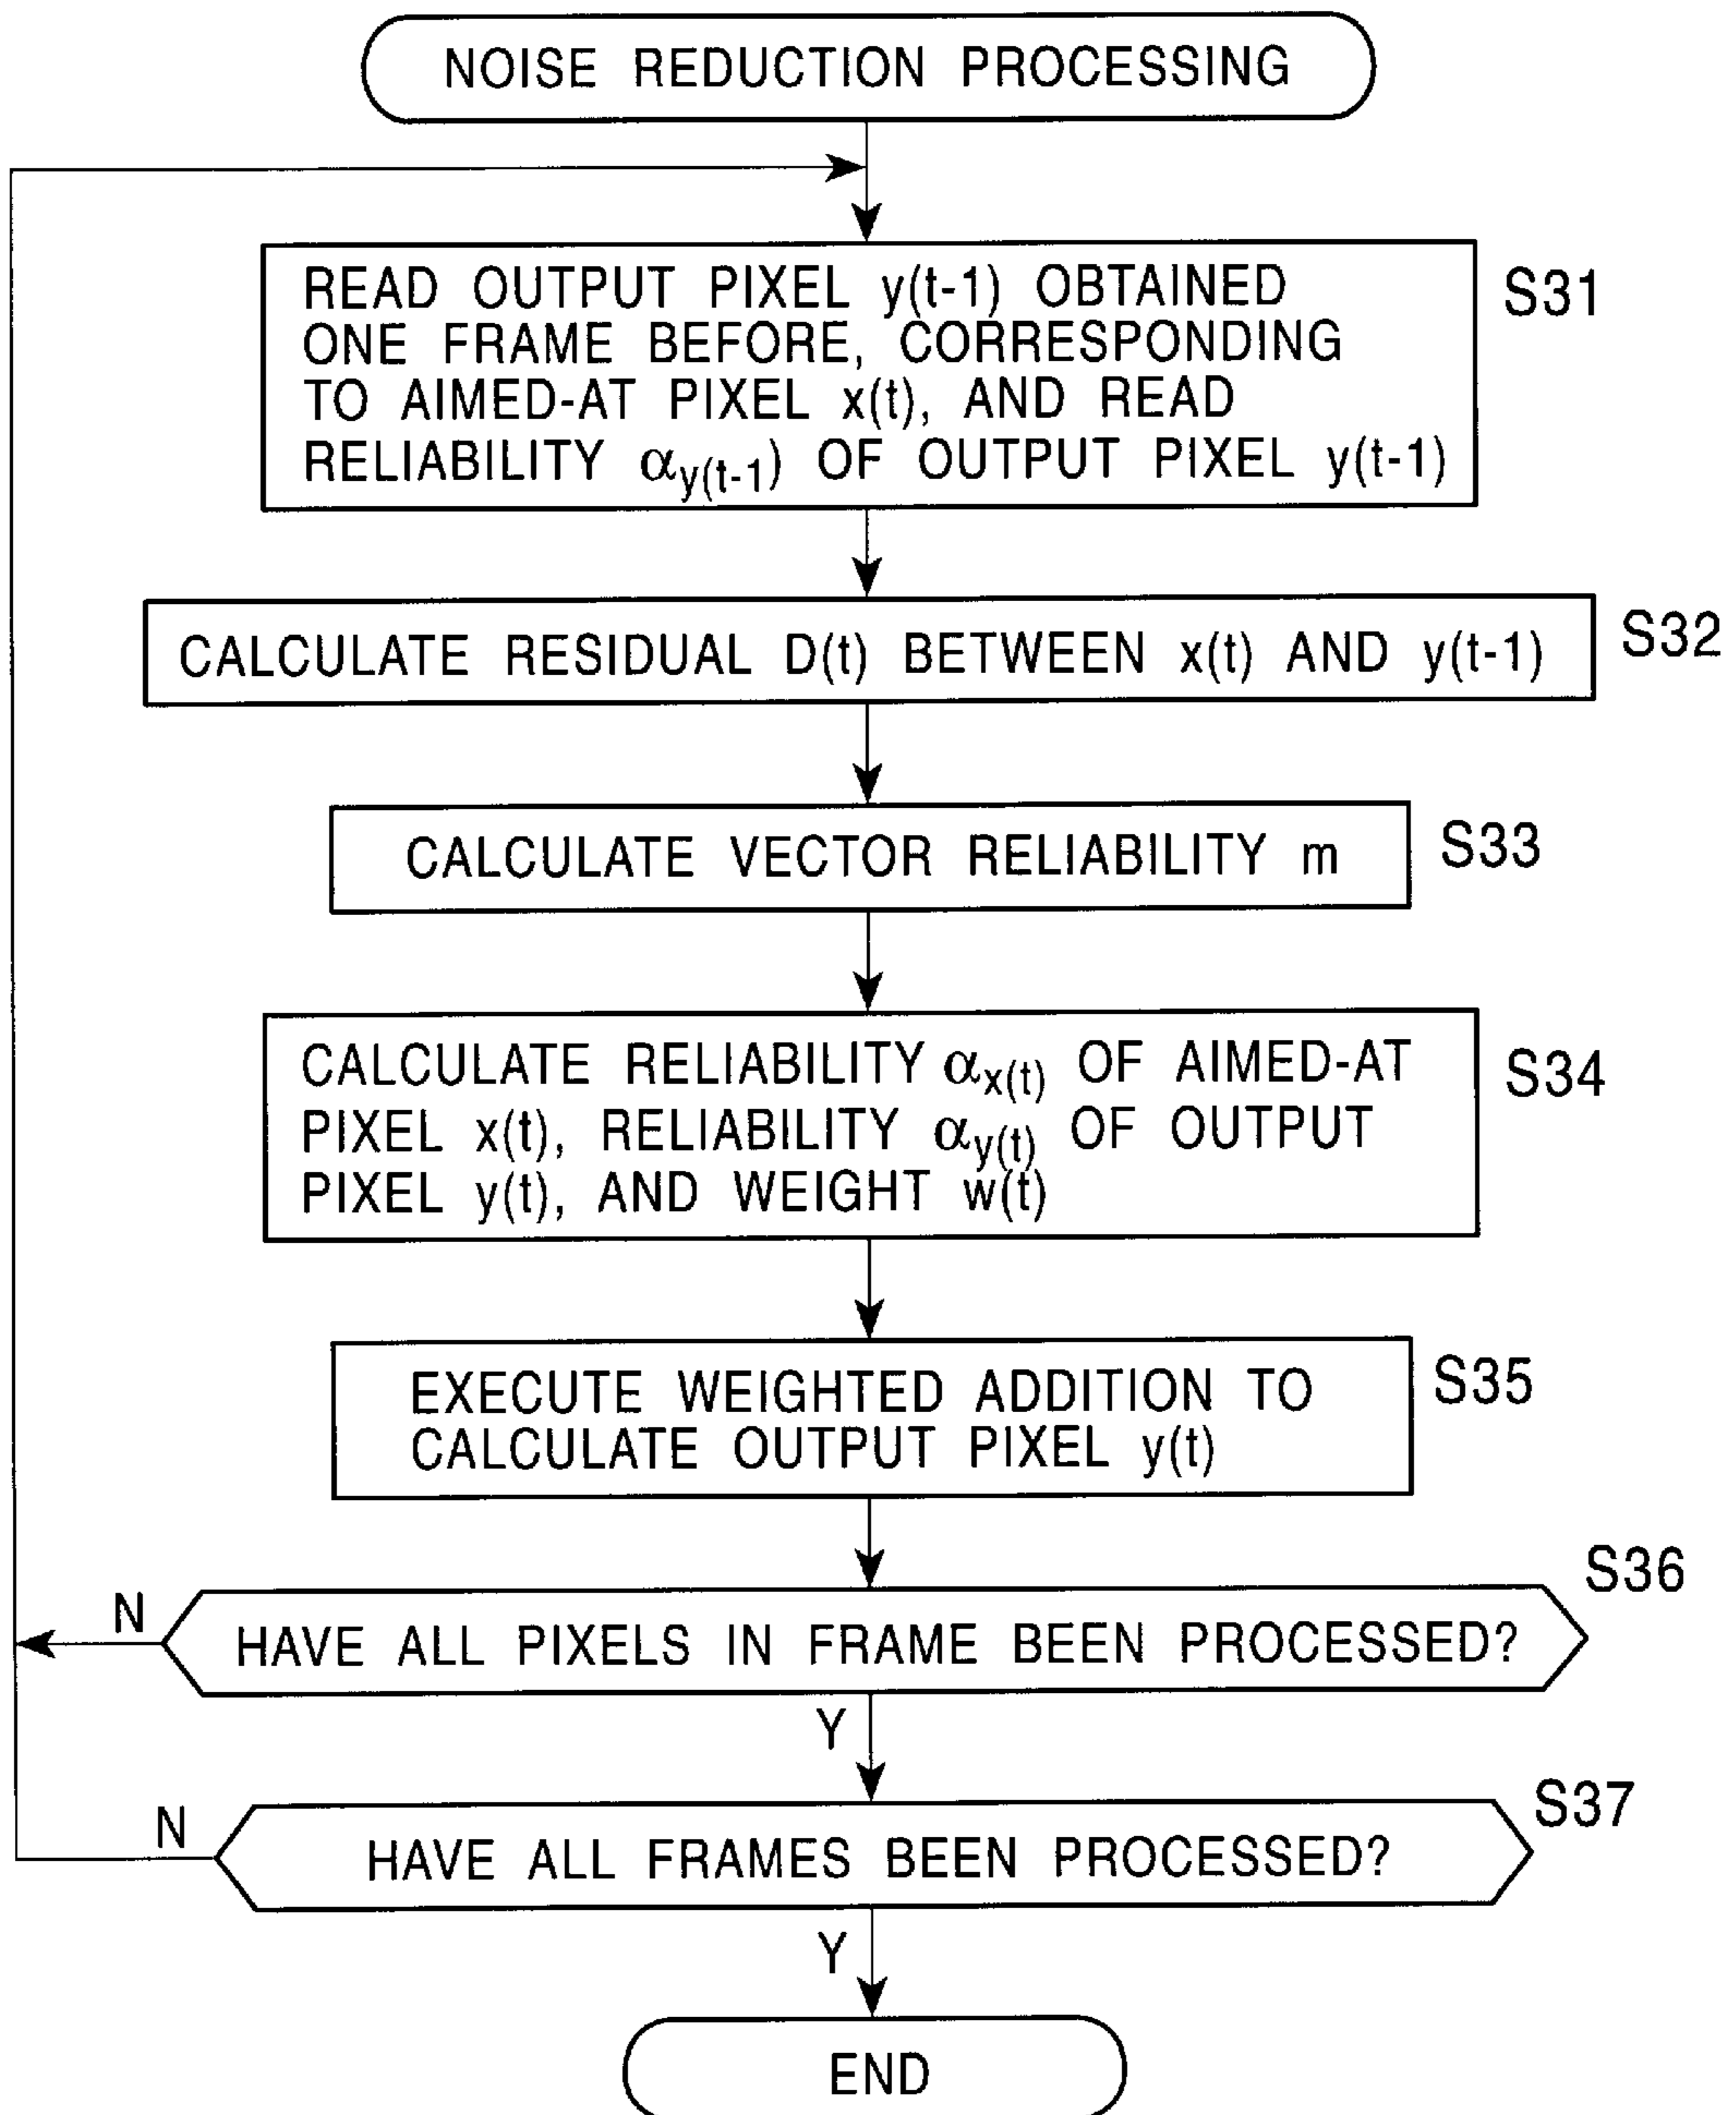 NOISE REDUCTION PROCESSING
READ OUTPUT PIXEL y(t-1) OBTAINED
ONE FRAME BEFORE, CORRESPONDING
TO AIMED-AT PIXEL x(t), AND READ
RELIABILITY αy(t-1) OF OUTPUT PIXEL y(t-1)
S31
CALCULATE RESIDUAL D(t) BETWEEN x(t) AND y(t-1)
S32
CALCULATE VECTOR RELIABILITY m
S33
CALCULATE RELIABILITY αx(t) OF AIMED-AT
PIXEL x(t), RELIABILITY αy(t) OF OUTPUT
PIXEL y(t), AND WEIGHT w(t)
S34
EXECUTE WEIGHTED ADDITION TO
CALCULATE OUTPUT PIXEL y(t)
S35
S36
N
HAVE ALL PIXELS IN FRAME BEEN PROCESSED?
Y
S37
N
HAVE ALL FRAMES BEEN PROCESSED?
Y
END